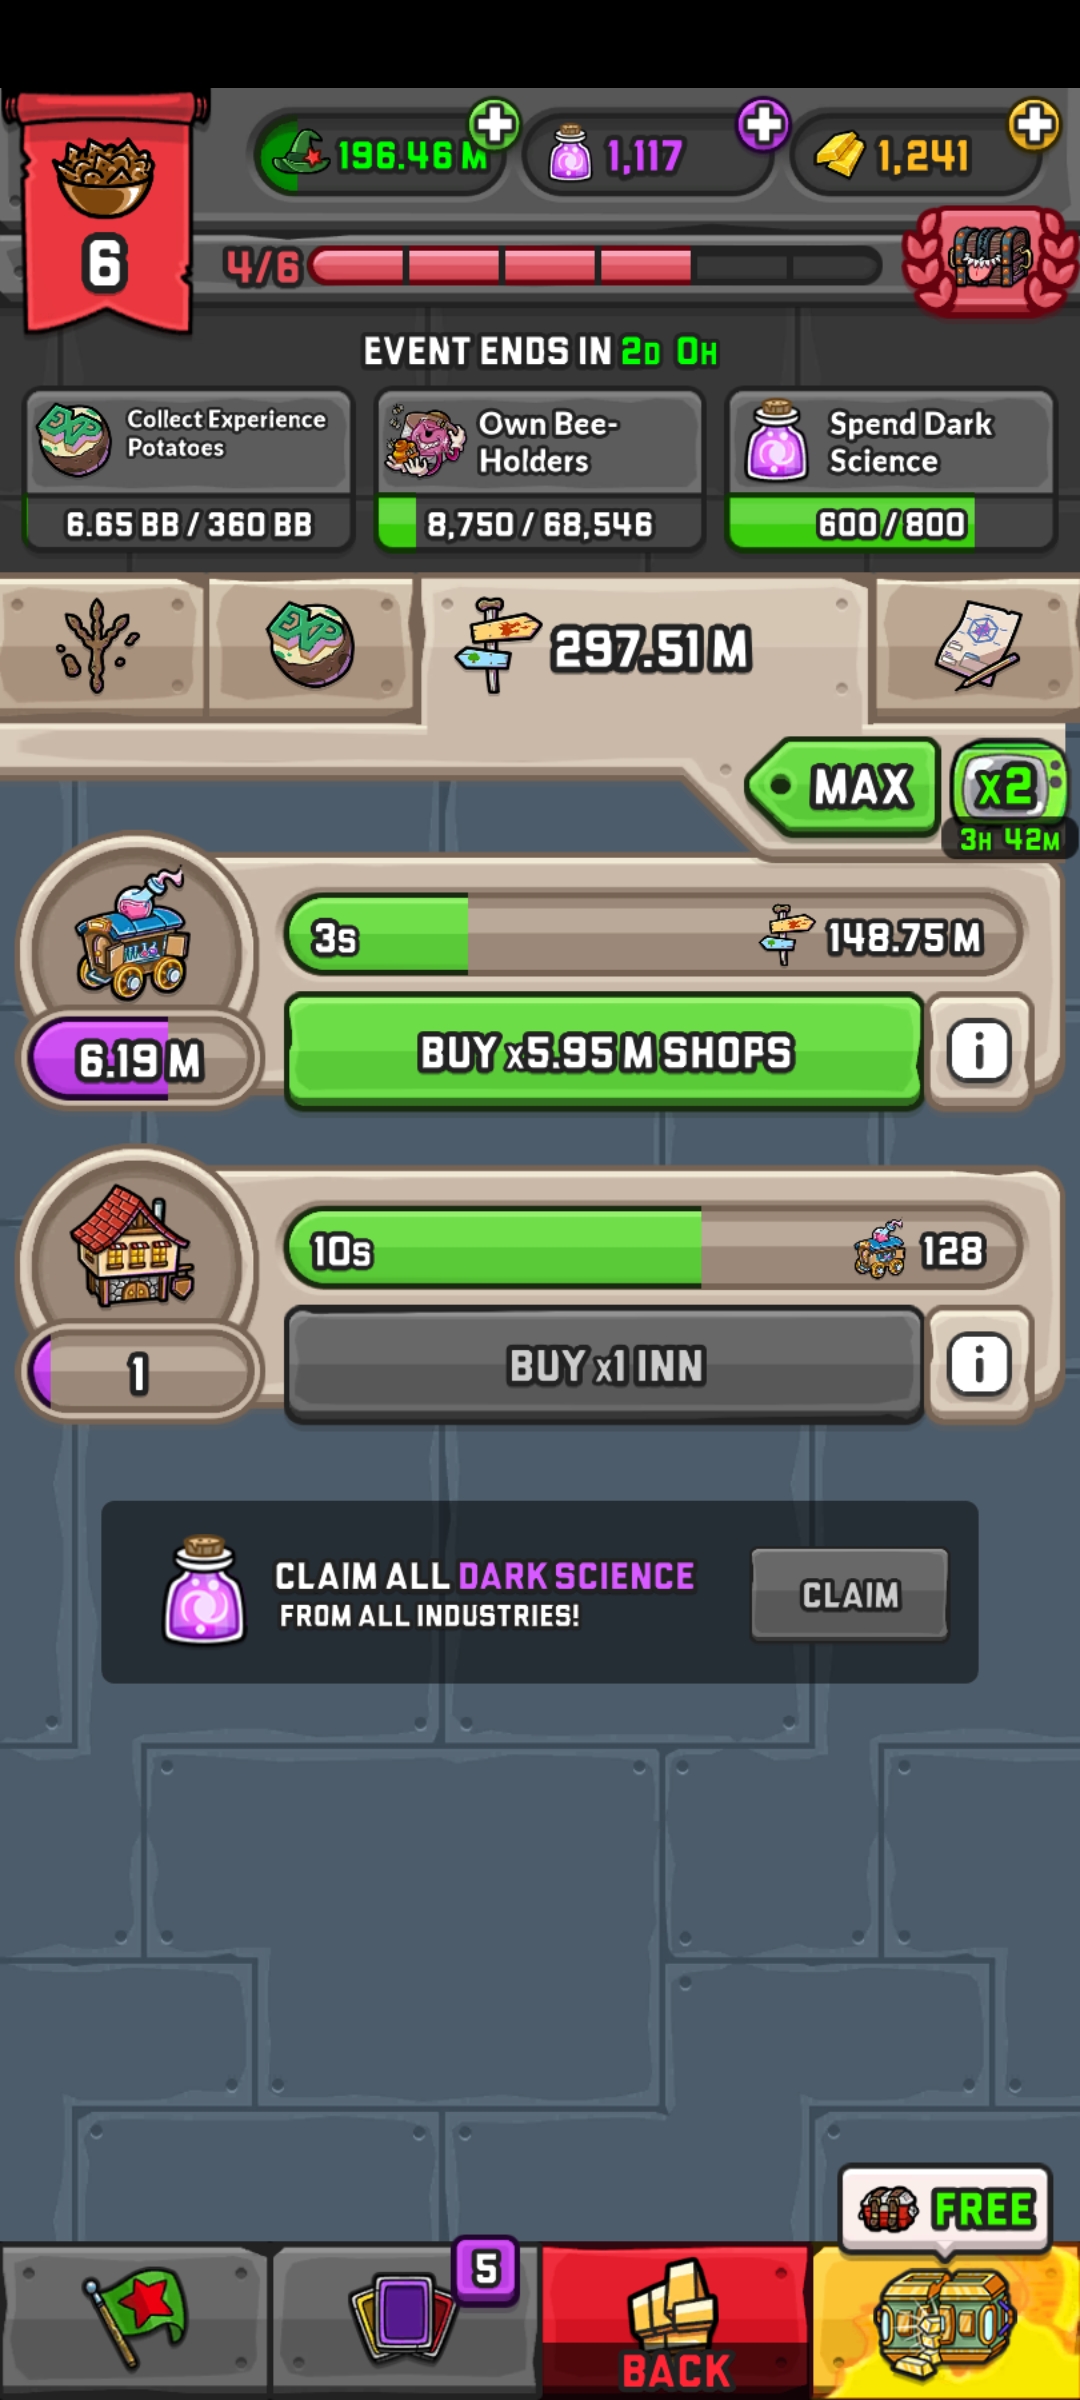 196.46 M
1,117
1,241
6
4/6
EVENT ENDS IN 2D 0H
EXP
Collect Experience
Potatoes
6.65 BB / 360 BB
Own Bee-
Holders
8,750 / 68,546
Spend Dark
Science
600 / 800
EXP
297.51 M
MAX
x2
3H 42M
3s
148.75 M
6.19 M
BUY x5.95 M SHOPS
i
10s
128
1
BUY x1 INN
i
CLAIM ALL DARK SCIENCE
FROM ALL INDUSTRIES!
CLAIM
FREE
5
BACK